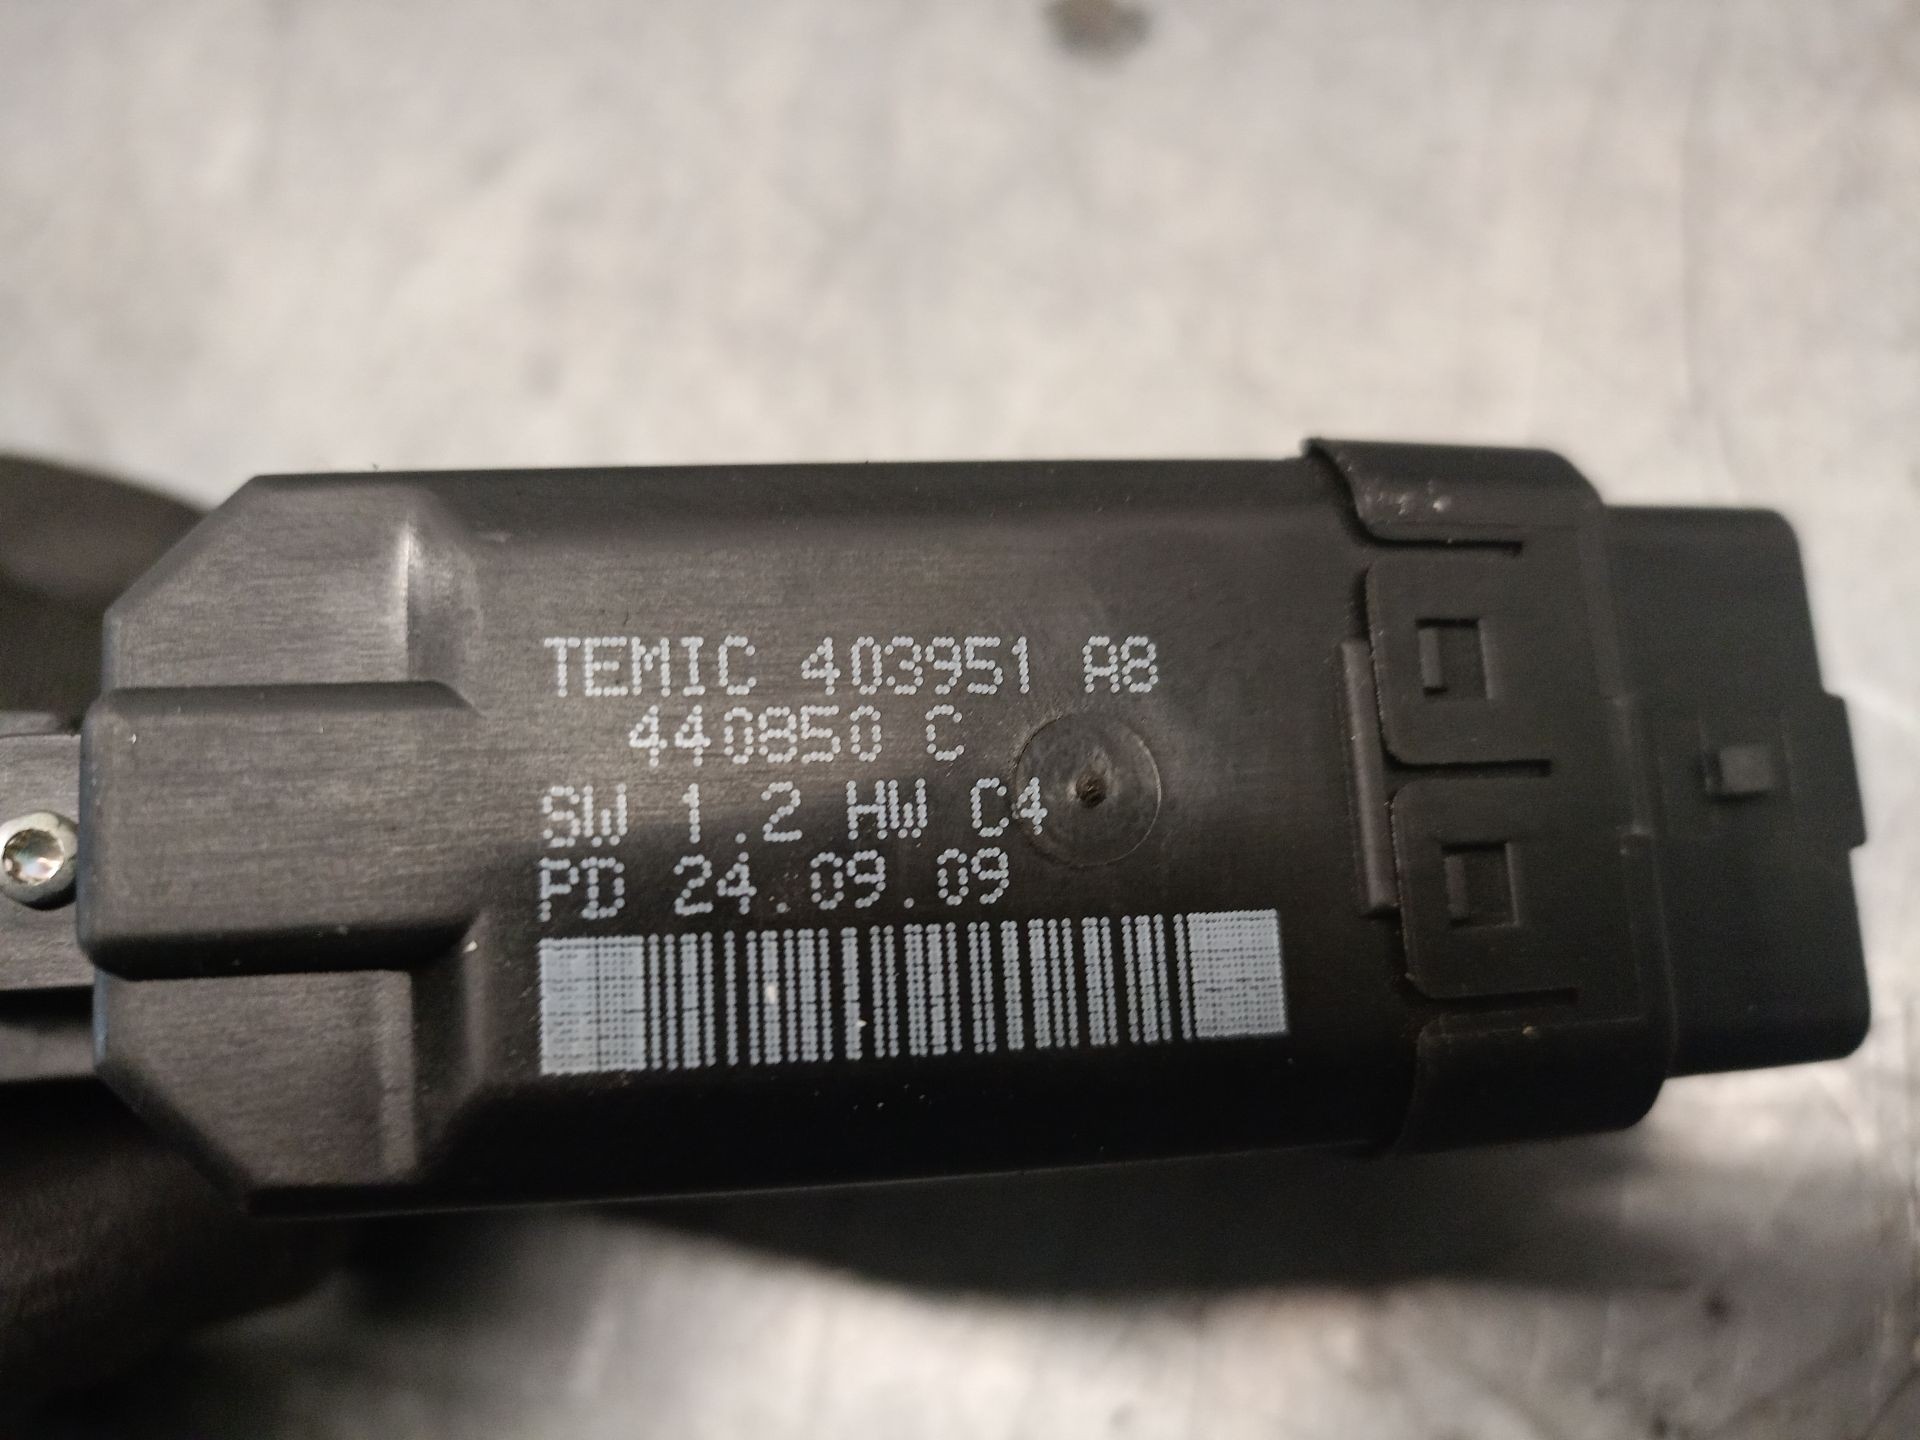 TEMIC 403951 A8
440850 C
SW 1.2 HW C4
PD 24.09.09